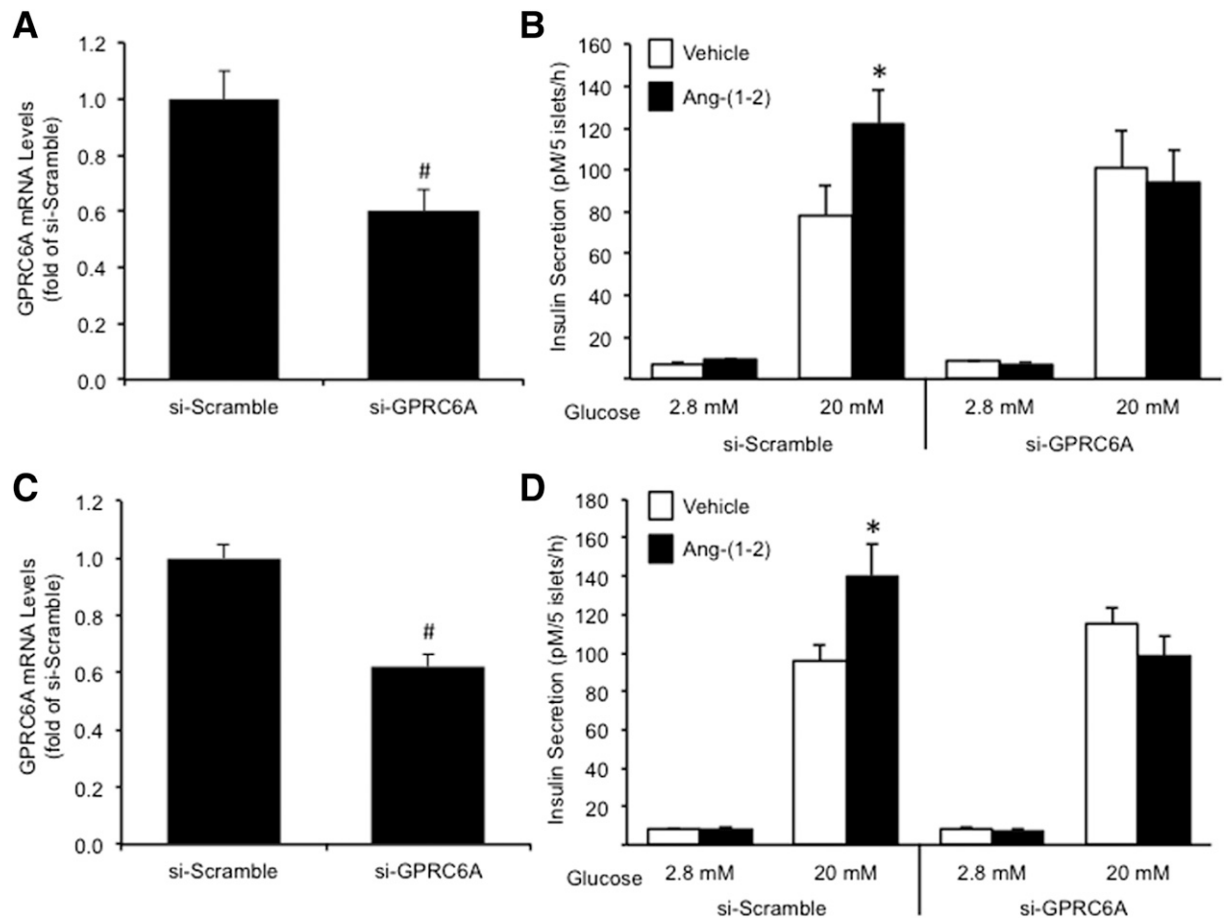 A
GPRC6A mRNA Levels
(fold of si-Scramble)
1.2
1.0
0.8
0.6
0.4
0.2
0.0
#
si-Scramble
si-GPRC6A
B
Insulin Secretion (pM/5 islets/h)
160
140
120
100
80
60
40
20
Vehicle
Ang-(1-2)
*
Glucose
2.8 mM
20 mM
2.8 mM
20 mM
si-Scramble
si-GPRC6A
C
GPRC6A mRNA Levels
(fold of si-Scramble)
1.2
1.0
0.8
0.6
0.4
0.2
0.0
#
si-Scramble
si-GPRC6A
D
Insulin Secretion (pM/5 islets/h)
180
160
140
120
100
80
60
40
20
Vehicle
Ang-(1-2)
*
Glucose
2.8 mM
20 mM
2.8 mM
20 mM
si-Scramble
si-GPRC6A